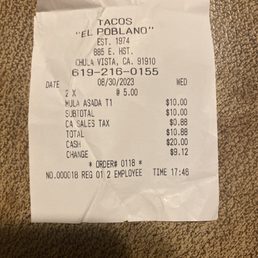 TACOS
"EL POBLANO"
EST. 1974
885 E. HST.
CHULA VISTA, CA. 91910
619-216-0155
DATE 08/30/2023 WED
2 X @ 5.00
MULA ASADA T1 $10.00
SUBTOTAL $10.00
CA SALES TAX $0.88
TOTAL $10.88
CASH $20.00
CHANGE $9.12
* ORDER# 0118 *
NO.000018 REG 01 2 EMPLOYEE TIME 17:48